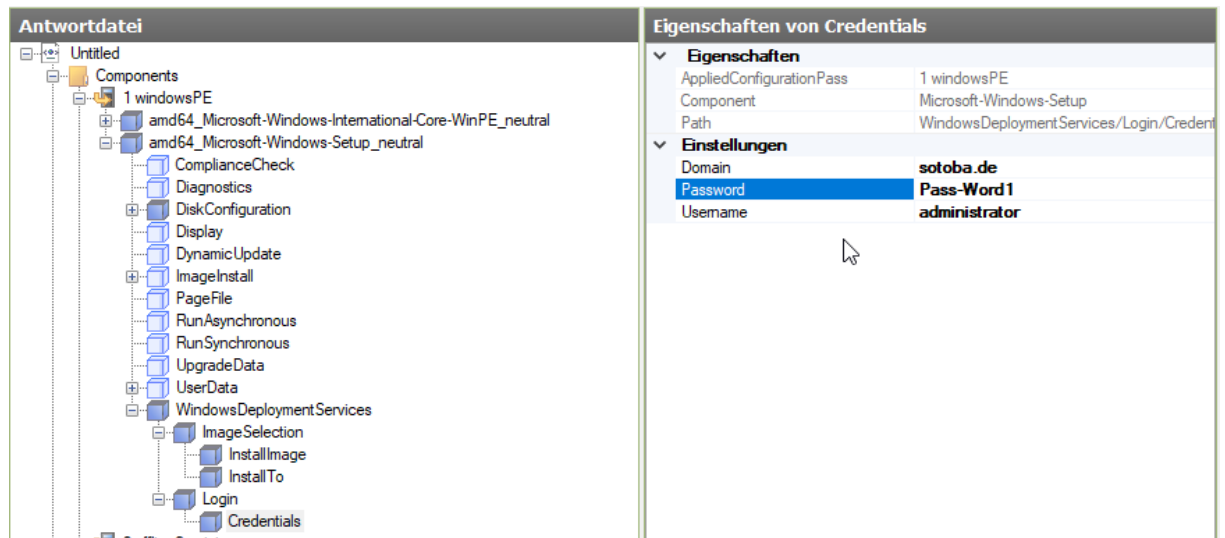 Antwortdatei
Untitled
Components
1 windowsPE
amd64_Microsoft-Windows-International-Core-WinPE_neutral
amd64_Microsoft-Windows-Setup_neutral
ComplianceCheck
Diagnostics
DiskConfiguration
Display
DynamicUpdate
ImageInstall
PageFile
RunAsynchronous
RunSynchronous
UpgradeData
UserData
WindowsDeploymentServices
ImageSelection
InstallImage
InstallTo
Login
Credentials
Eigenschaften von Credentials
Eigenschaften
AppliedConfigurationPass 1 windowsPE
Component Microsoft-Windows-Setup
Path WindowsDeploymentServices/Login/Credent
Einstellungen
Domain sotoba.de
Password Pass-Word1
Username administrator